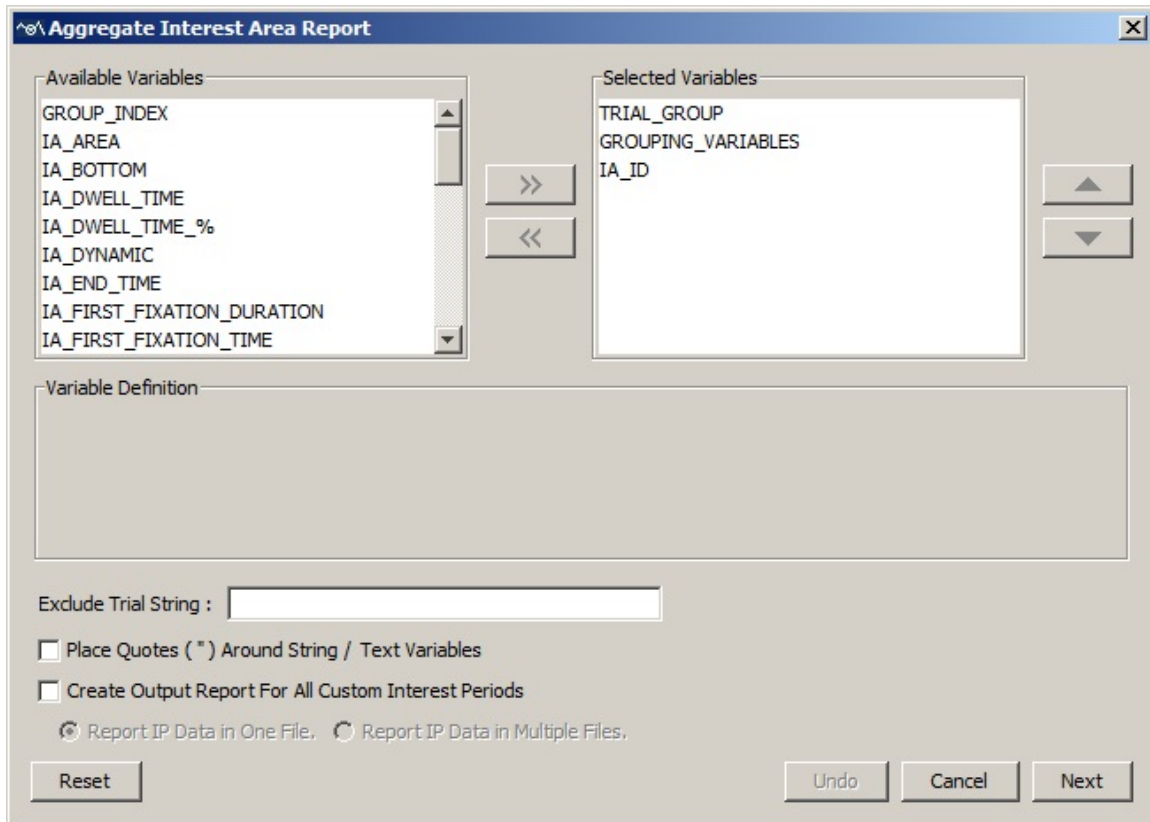 Aggregate Interest Area Report
Available Variables
GROUP_INDEX
IA_AREA
IA_BOTTOM
IA_DWELL_TIME
IA_DWELL_TIME_%
IA_DYNAMIC
IA_END_TIME
IA_FIRST_FIXATION_DURATION
IA_FIRST_FIXATION_TIME
>>
<<
Selected Variables
TRIAL_GROUP
GROUPING_VARIABLES
IA_ID
Variable Definition
Exclude Trial String :
Place Quotes ( " ) Around String / Text Variables
Create Output Report For All Custom Interest Periods
Report IP Data in One File. Report IP Data in Multiple Files.
Reset Undo Cancel Next